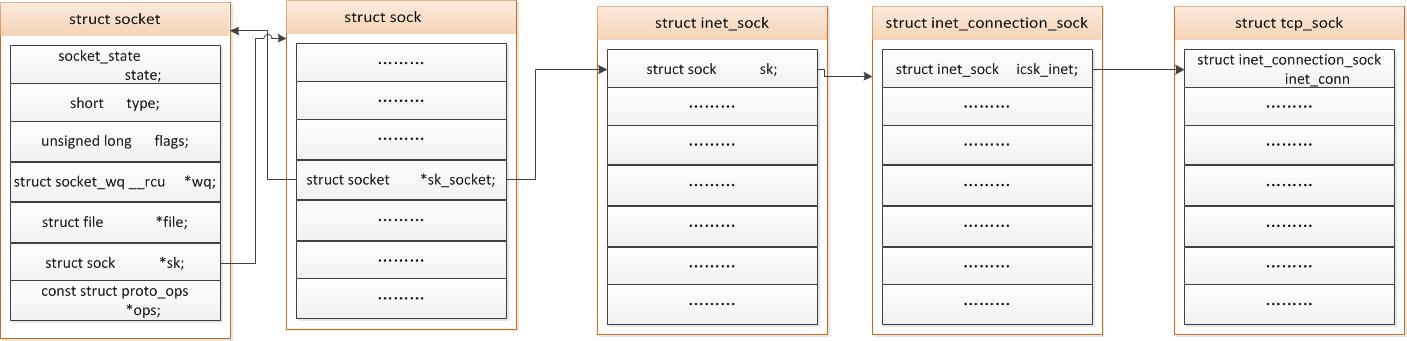 struct socket
socket_state
state;
short type;
unsigned long flags;
struct socket_wq __rcu *wq;
struct file *file;
struct sock *sk;
const struct proto_ops
*ops;
struct sock
………
………
………
struct socket *sk_socket;
………
………
………
struct inet_sock
struct sock sk;
………
………
………
………
………
………
struct inet_connection_sock
struct inet_sock icsk_inet;
………
………
………
………
………
………
struct tcp_sock
struct inet_connection_sock
inet_conn
………
………
………
………
………
………